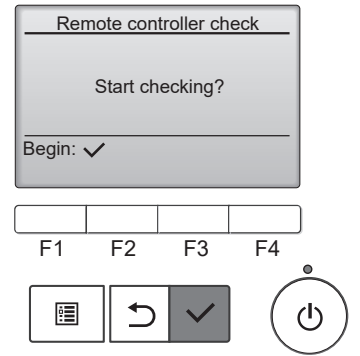 Remote controller check
Start checking?
Begin: ✓
F1 F2 F3 F4